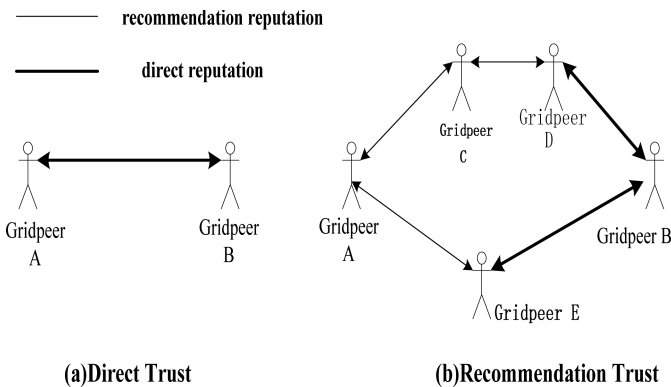 recommendation reputation
direct reputation
Gridpeer
A
Gridpeer
B
(a)Direct Trust
Gridpeer
C
Gridpeer
D
Gridpeer
A
Gridpeer B
Gridpeer E
(b)Recommendation Trust